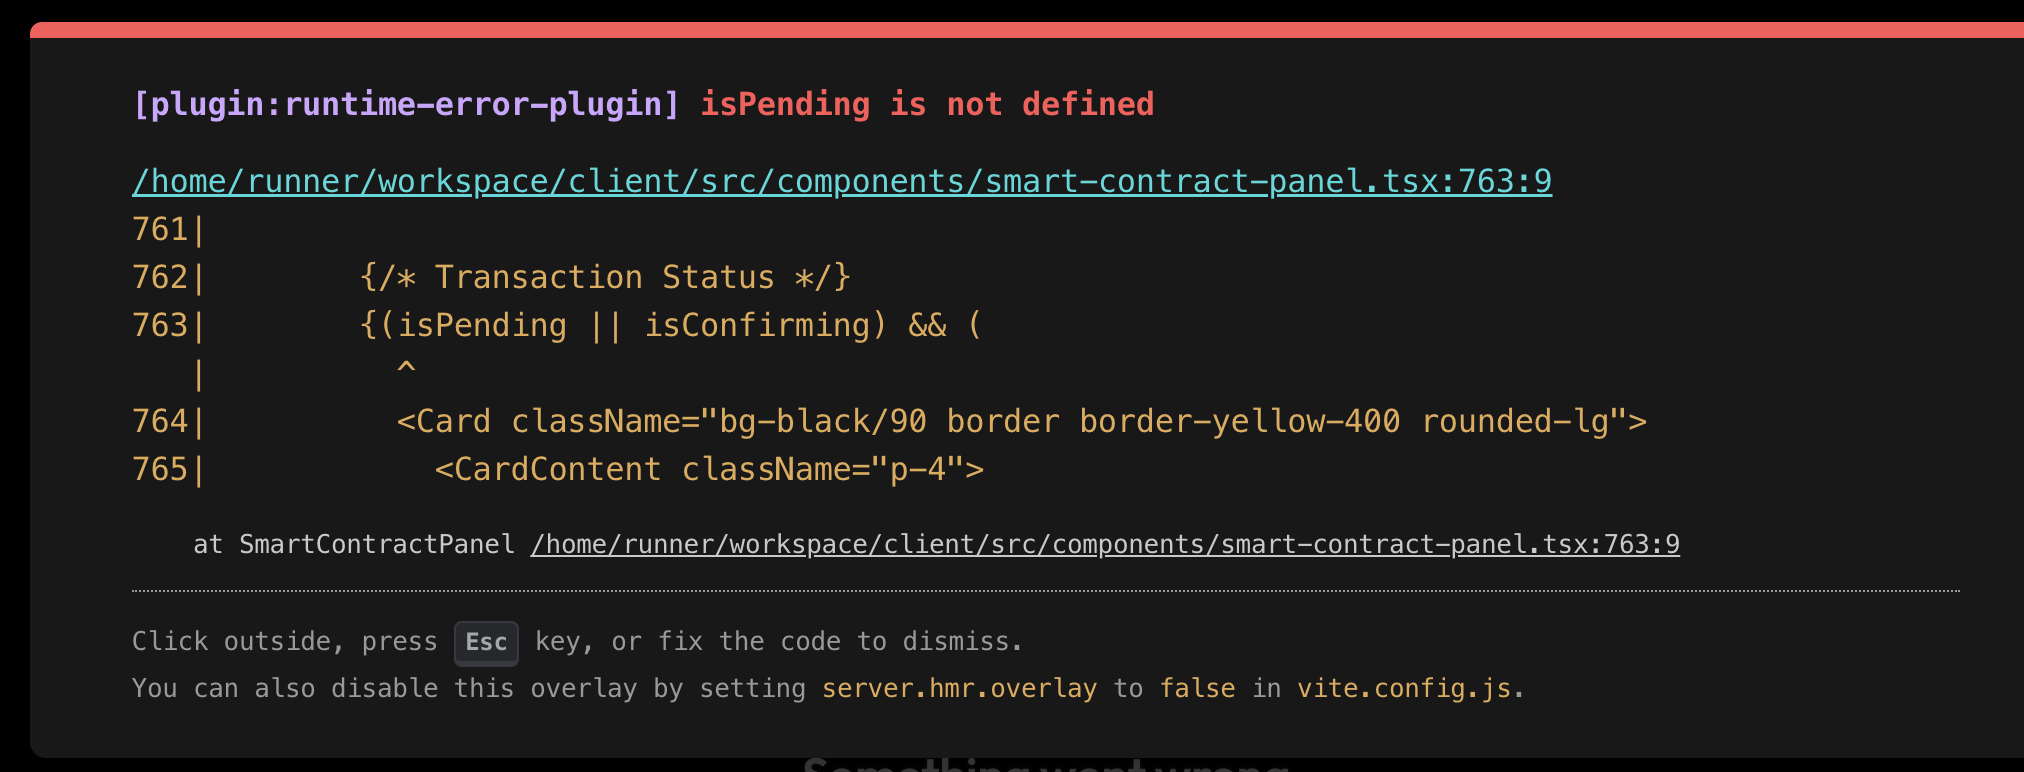 [plugin:runtime-error-plugin] isPending is not defined
/home/runner/workspace/client/src/components/smart-contract-panel.tsx:763:9
761|
762|        {/* Transaction Status */}
763|        {(isPending || isConfirming) && (
   |          ^
764|          <Card className="bg-black/90 border border-yellow-400 rounded-lg">
765|            <CardContent className="p-4">
at SmartContractPanel /home/runner/workspace/client/src/components/smart-contract-panel.tsx:763:9
Click outside, press Esc key, or fix the code to dismiss.
You can also disable this overlay by setting server.hmr.overlay to false in vite.config.js.
Something went wrong